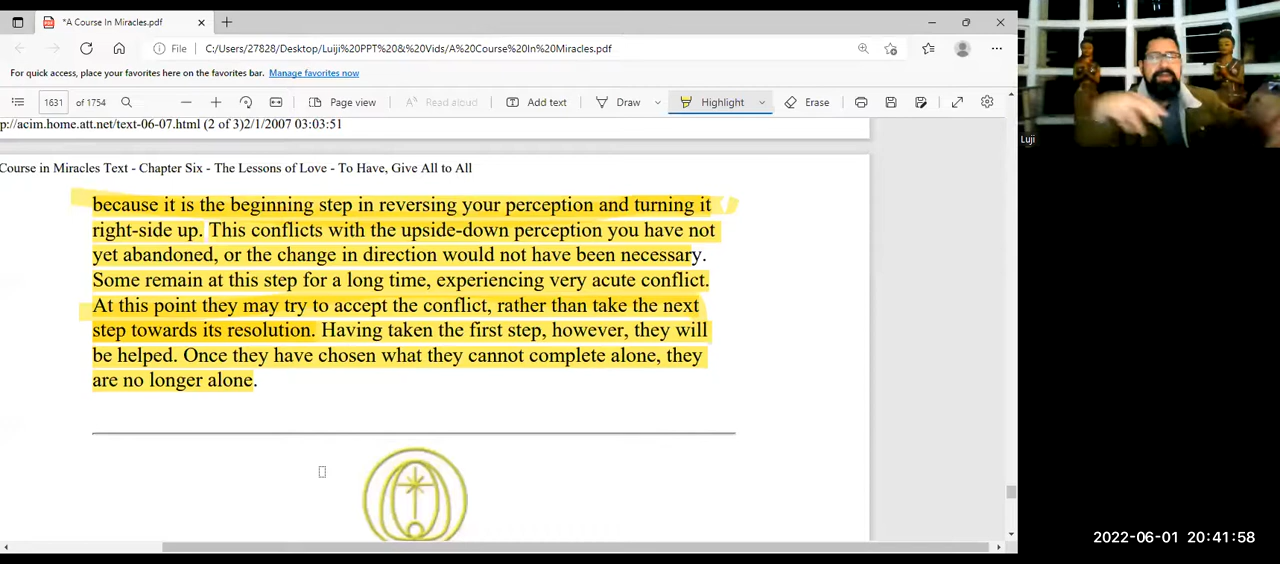 *A Course In Miracles.pdf
File C:/Users/27828/Desktop/Luiji%20PPT%20&%20Vids/A%20Course%20In%20Miracles.pdf
For quick access, place your favorites here on the favorites bar. Manage favorites now
1631 of 1754 Page view Read aloud Add text Draw Highlight Erase
p://acim.home.att.net/text-06-07.html (2 of 3)2/1/2007 03:03:51
Course in Miracles Text - Chapter Six - The Lessons of Love - To Have, Give All to All
because it is the beginning step in reversing your perception and turning it
right-side up. This conflicts with the upside-down perception you have not
yet abandoned, or the change in direction would not have been necessary.
Some remain at this step for a long time, experiencing very acute conflict.
At this point they may try to accept the conflict, rather than take the next
step towards its resolution. Having taken the first step, however, they will
be helped. Once they have chosen what they cannot complete alone, they
are no longer alone.
Luji
2022-06-01 20:41:58